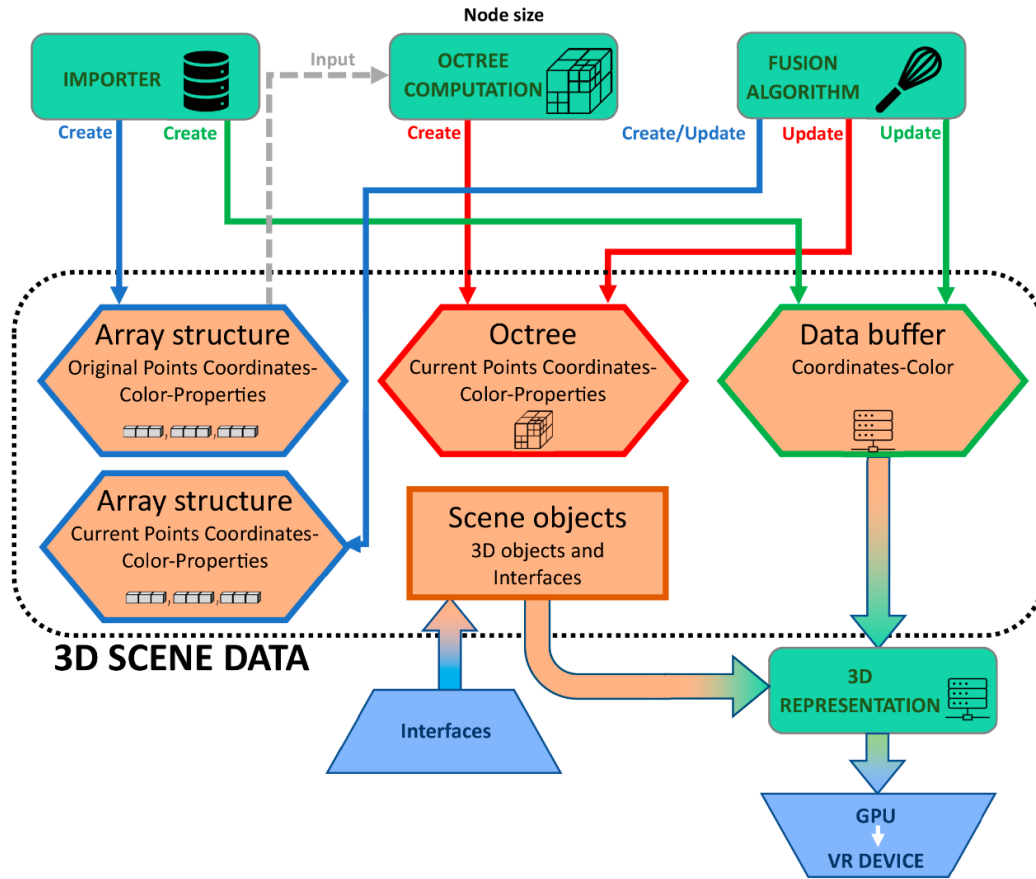 Node size
IMPORTER
Input
OCTREE
COMPUTATION
FUSION
ALGORITHM
Create
Create
Create
Create/Update
Update
Update
Array structure
Original Points Coordinates-
Color-Properties
Octree
Current Points Coordinates-
Color-Properties
Data buffer
Coordinates-Color
Array structure
Current Points Coordinates-
Color-Properties
Scene objects
3D objects and
Interfaces
3D SCENE DATA
Interfaces
3D
REPRESENTATION
GPU
VR DEVICE